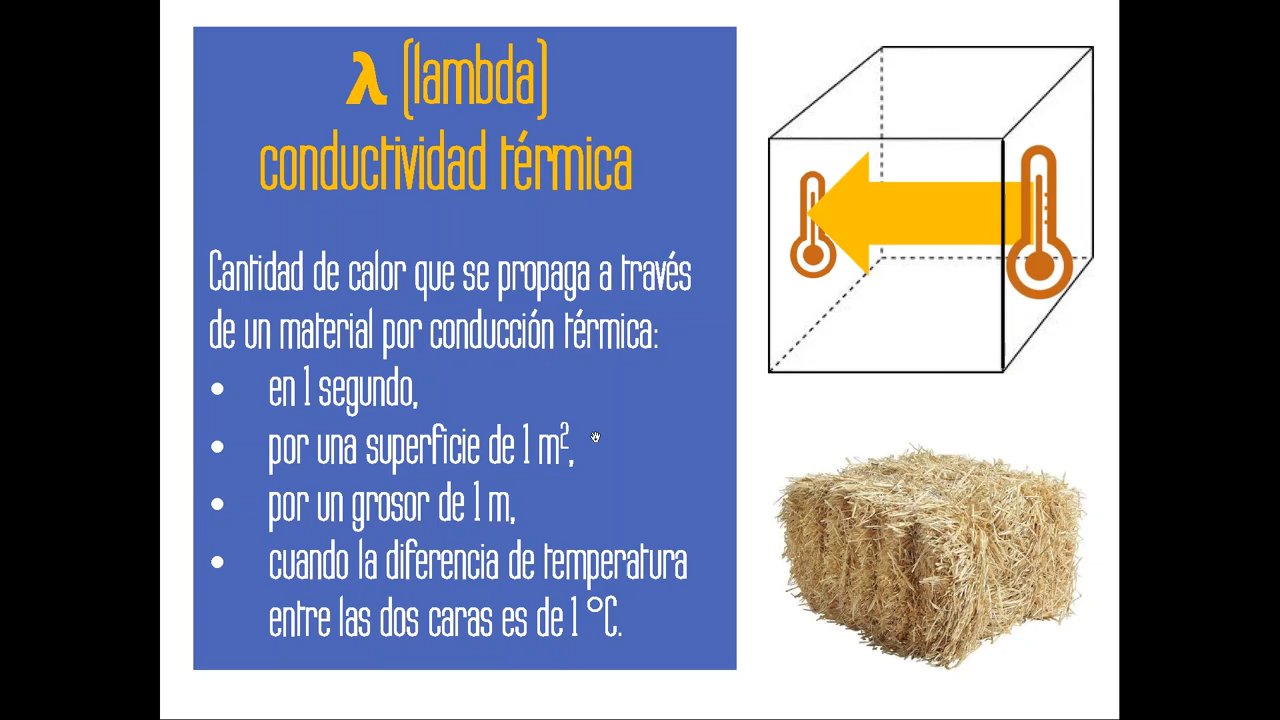 λ (lambda)
conductividad térmica
Cantidad de calor que se propaga a través
de un material por conducción térmica:
• en 1 segundo,
• por una superficie de 1 m²,
• por un grosor de 1 m,
• cuando la diferencia de temperatura
entre las dos caras es de 1 °C.